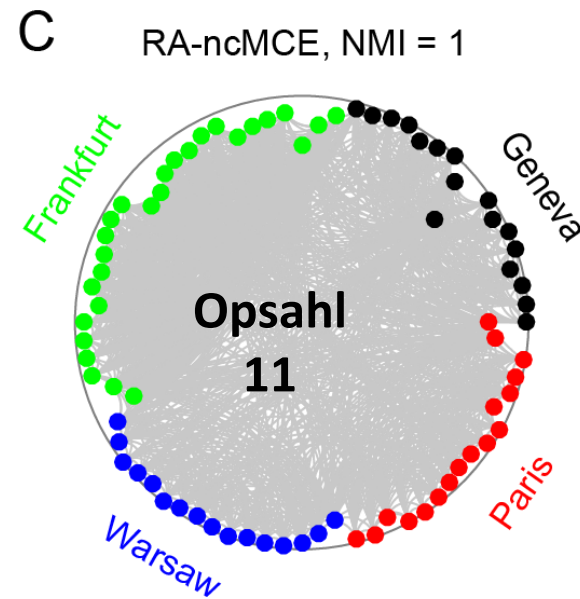 C
RA-ncMCE, NMI = 1
Frankfurt
Geneva
Opsahl
11
Paris
Warsaw